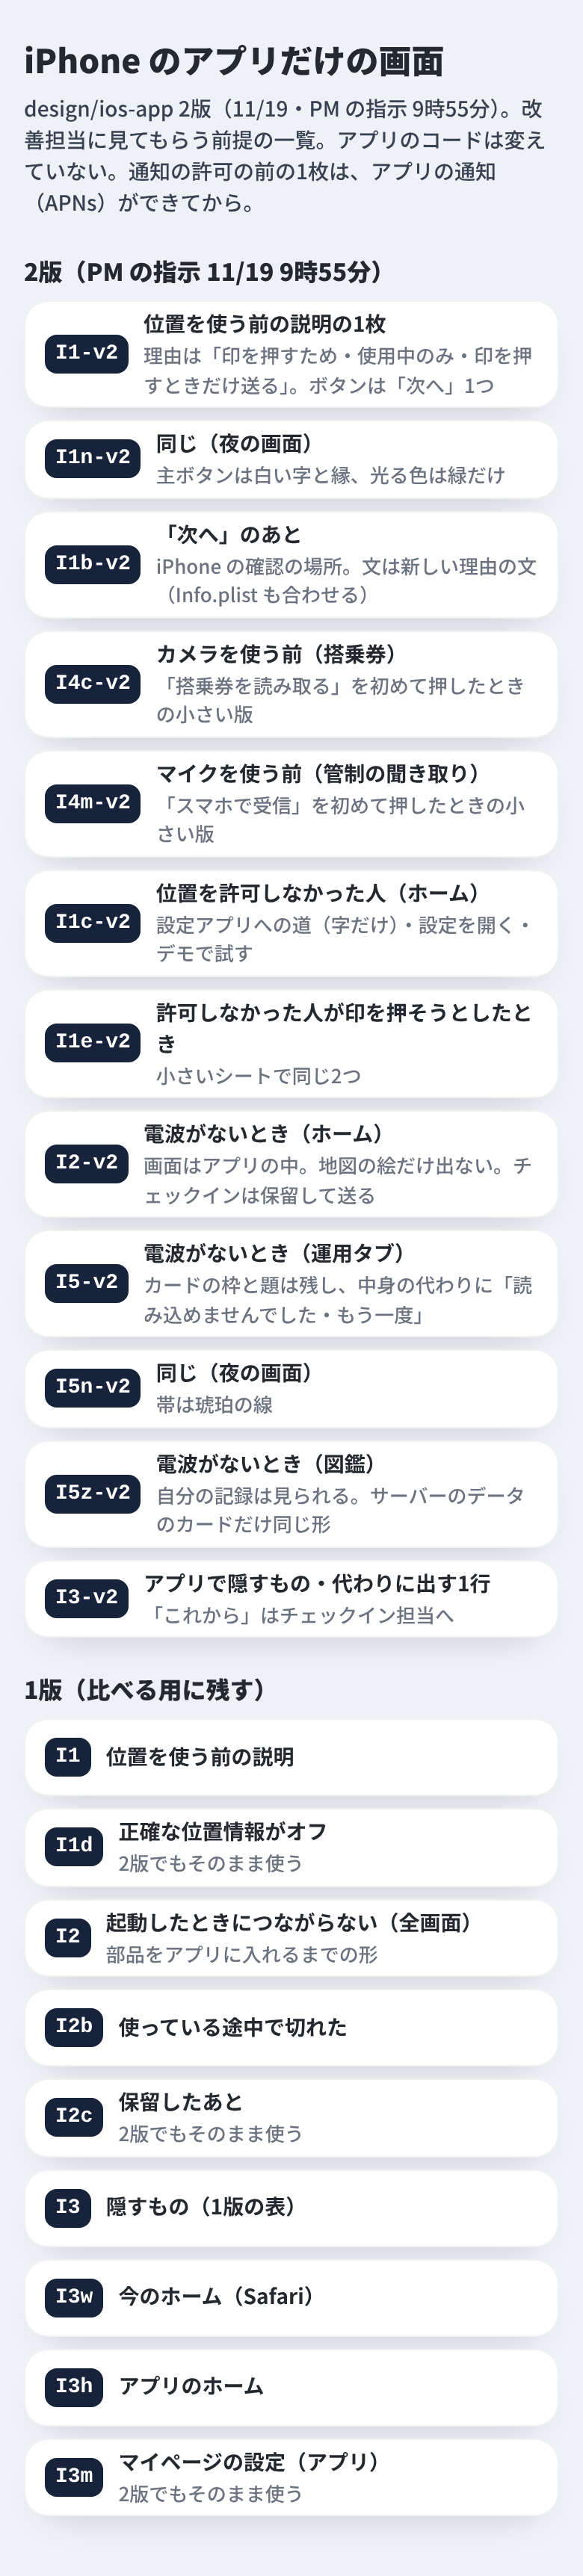 iPhone のアプリだけの画面
design/ios-app 2版（11/19・PM の指示 9時55分）。改
善担当に見てもらう前提の一覧。アプリのコードは変え
ていない。通知の許可の前の1枚は、アプリの通知
（APNs）ができてから。
2版（PM の指示 11/19 9時55分）
I1-v2
位置を使う前の説明の1枚
理由は「印を押すため・使用中のみ・印を押
すときだけ送る」。ボタンは「次へ」1つ
I1n-v2
同じ（夜の画面）
主ボタンは白い字と縁、光る色は緑だけ
I1b-v2
「次へ」のあと
iPhone の確認の場所。文は新しい理由の文
（Info.plist も合わせる）
I4c-v2
カメラを使う前（搭乗券）
「搭乗券を読み取る」を初めて押したとき
の小さい版
I4m-v2
マイクを使う前（管制の聞き取り）
「スマホで受信」を初めて押したときの小
さい版
I1c-v2
位置を許可しなかった人（ホーム）
設定アプリへの道（字だけ）・設定を開く・
デモで試す
I1e-v2
許可しなかった人が印を押そうとしたと
き
小さいシートで同じ2つ
I2-v2
電波がないとき（ホーム）
画面はアプリの中。地図の絵だけ出ない。チ
ェックインは保留して送る
I5-v2
電波がないとき（運用タブ）
カードの枠と題は残し、中身の代わりに「読
み込めませんでした・もう一度」
I5n-v2
同じ（夜の画面）
帯は琥珀の線
I5z-v2
電波がないとき（図鑑）
自分の記録は見られる。サーバーのデータ
のカードだけ同じ形
I3-v2
アプリで隠すもの・代わりに出す1行
「これから」はチェックイン担当へ
1版（比べる用に残す）
I1
位置を使う前の説明
I1d
正確な位置情報がオフ
2版でもそのまま使う
I2
起動したときにつながらない（全画面）
部品をアプリに入れるまでの形
I2b
使っている途中で切れた
I2c
保留したあと
2版でもそのまま使う
I3
隠すもの（1版の表）
I3w
今のホーム（Safari）
I3h
アプリのホーム
I3m
マイページの設定（アプリ）
2版でもそのまま使う